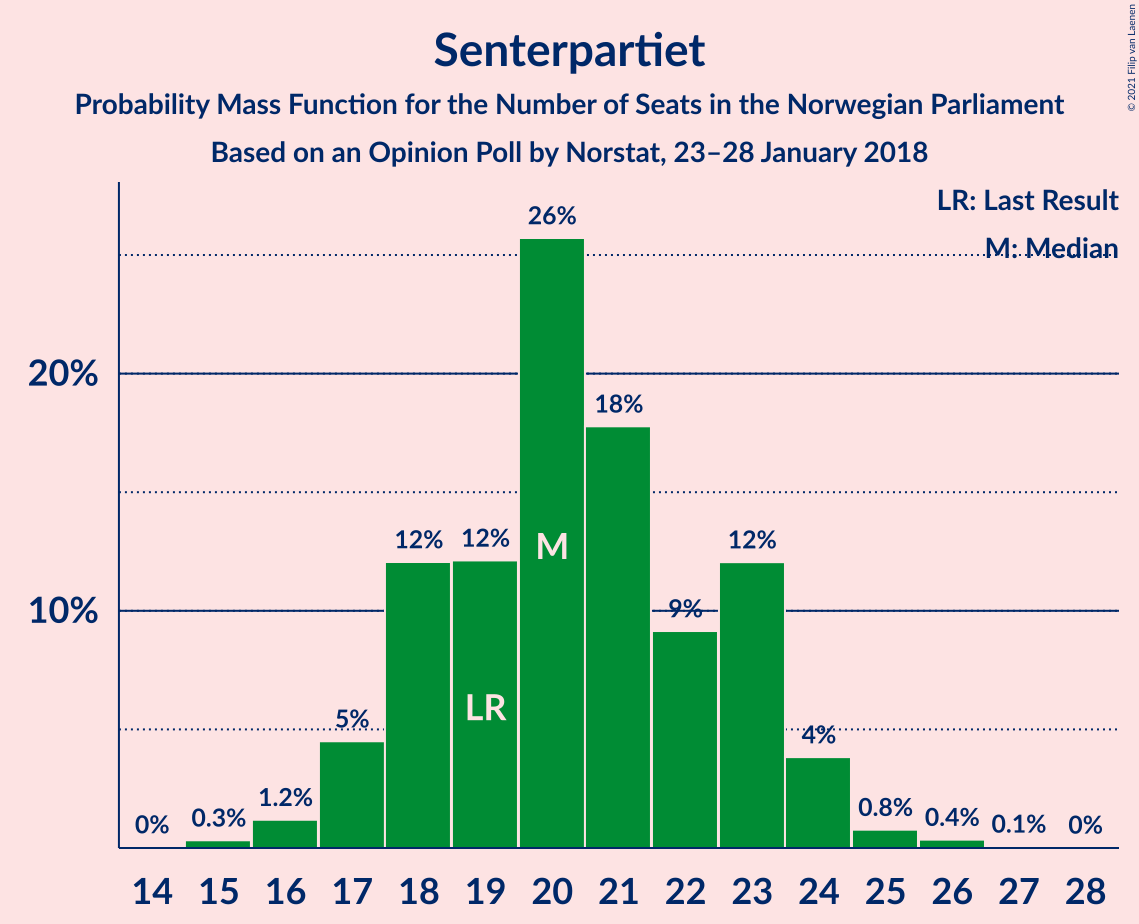 Senterpartiet
Probability Mass Function for the Number of Seats in the Norwegian Parliament
Based on an Opinion Poll by Norstat, 23–28 January 2018
© 2021 Filip van Laenen
LR: Last Result
M: Median
20%
10%
0%
0.3%
1.2%
5%
12%
12%
26%
18%
9%
12%
4%
0.8%
0.4%
0.1%
0%
LR
M
14 15 16 17 18 19 20 21 22 23 24 25 26 27 28